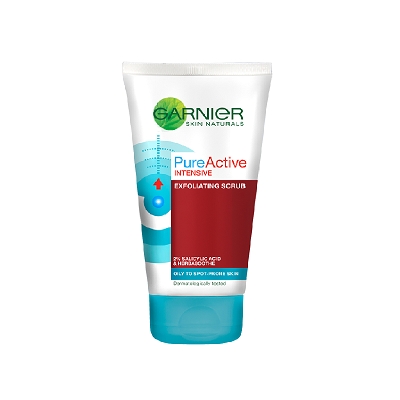 GARNIER
SKIN NATURALS
PureActive
INTENSIVE
EXFOLIATING SCRUB
2% SALICYLIC ACID
& HERBASOOTHE
OILY TO SPOT-PRONE SKIN
Dermatologically tested